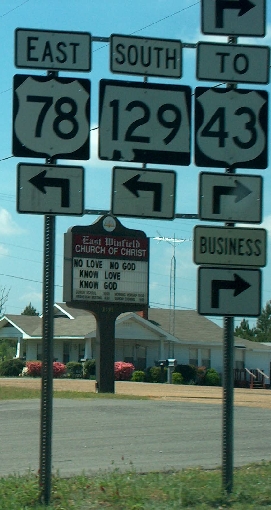 EAST
78
SOUTH
129
TO
43
BUSINESS
East Winfield
CHURCH OF CHRIST
NO LOVE NO GOD
KNOW LOVE
KNOW GOD